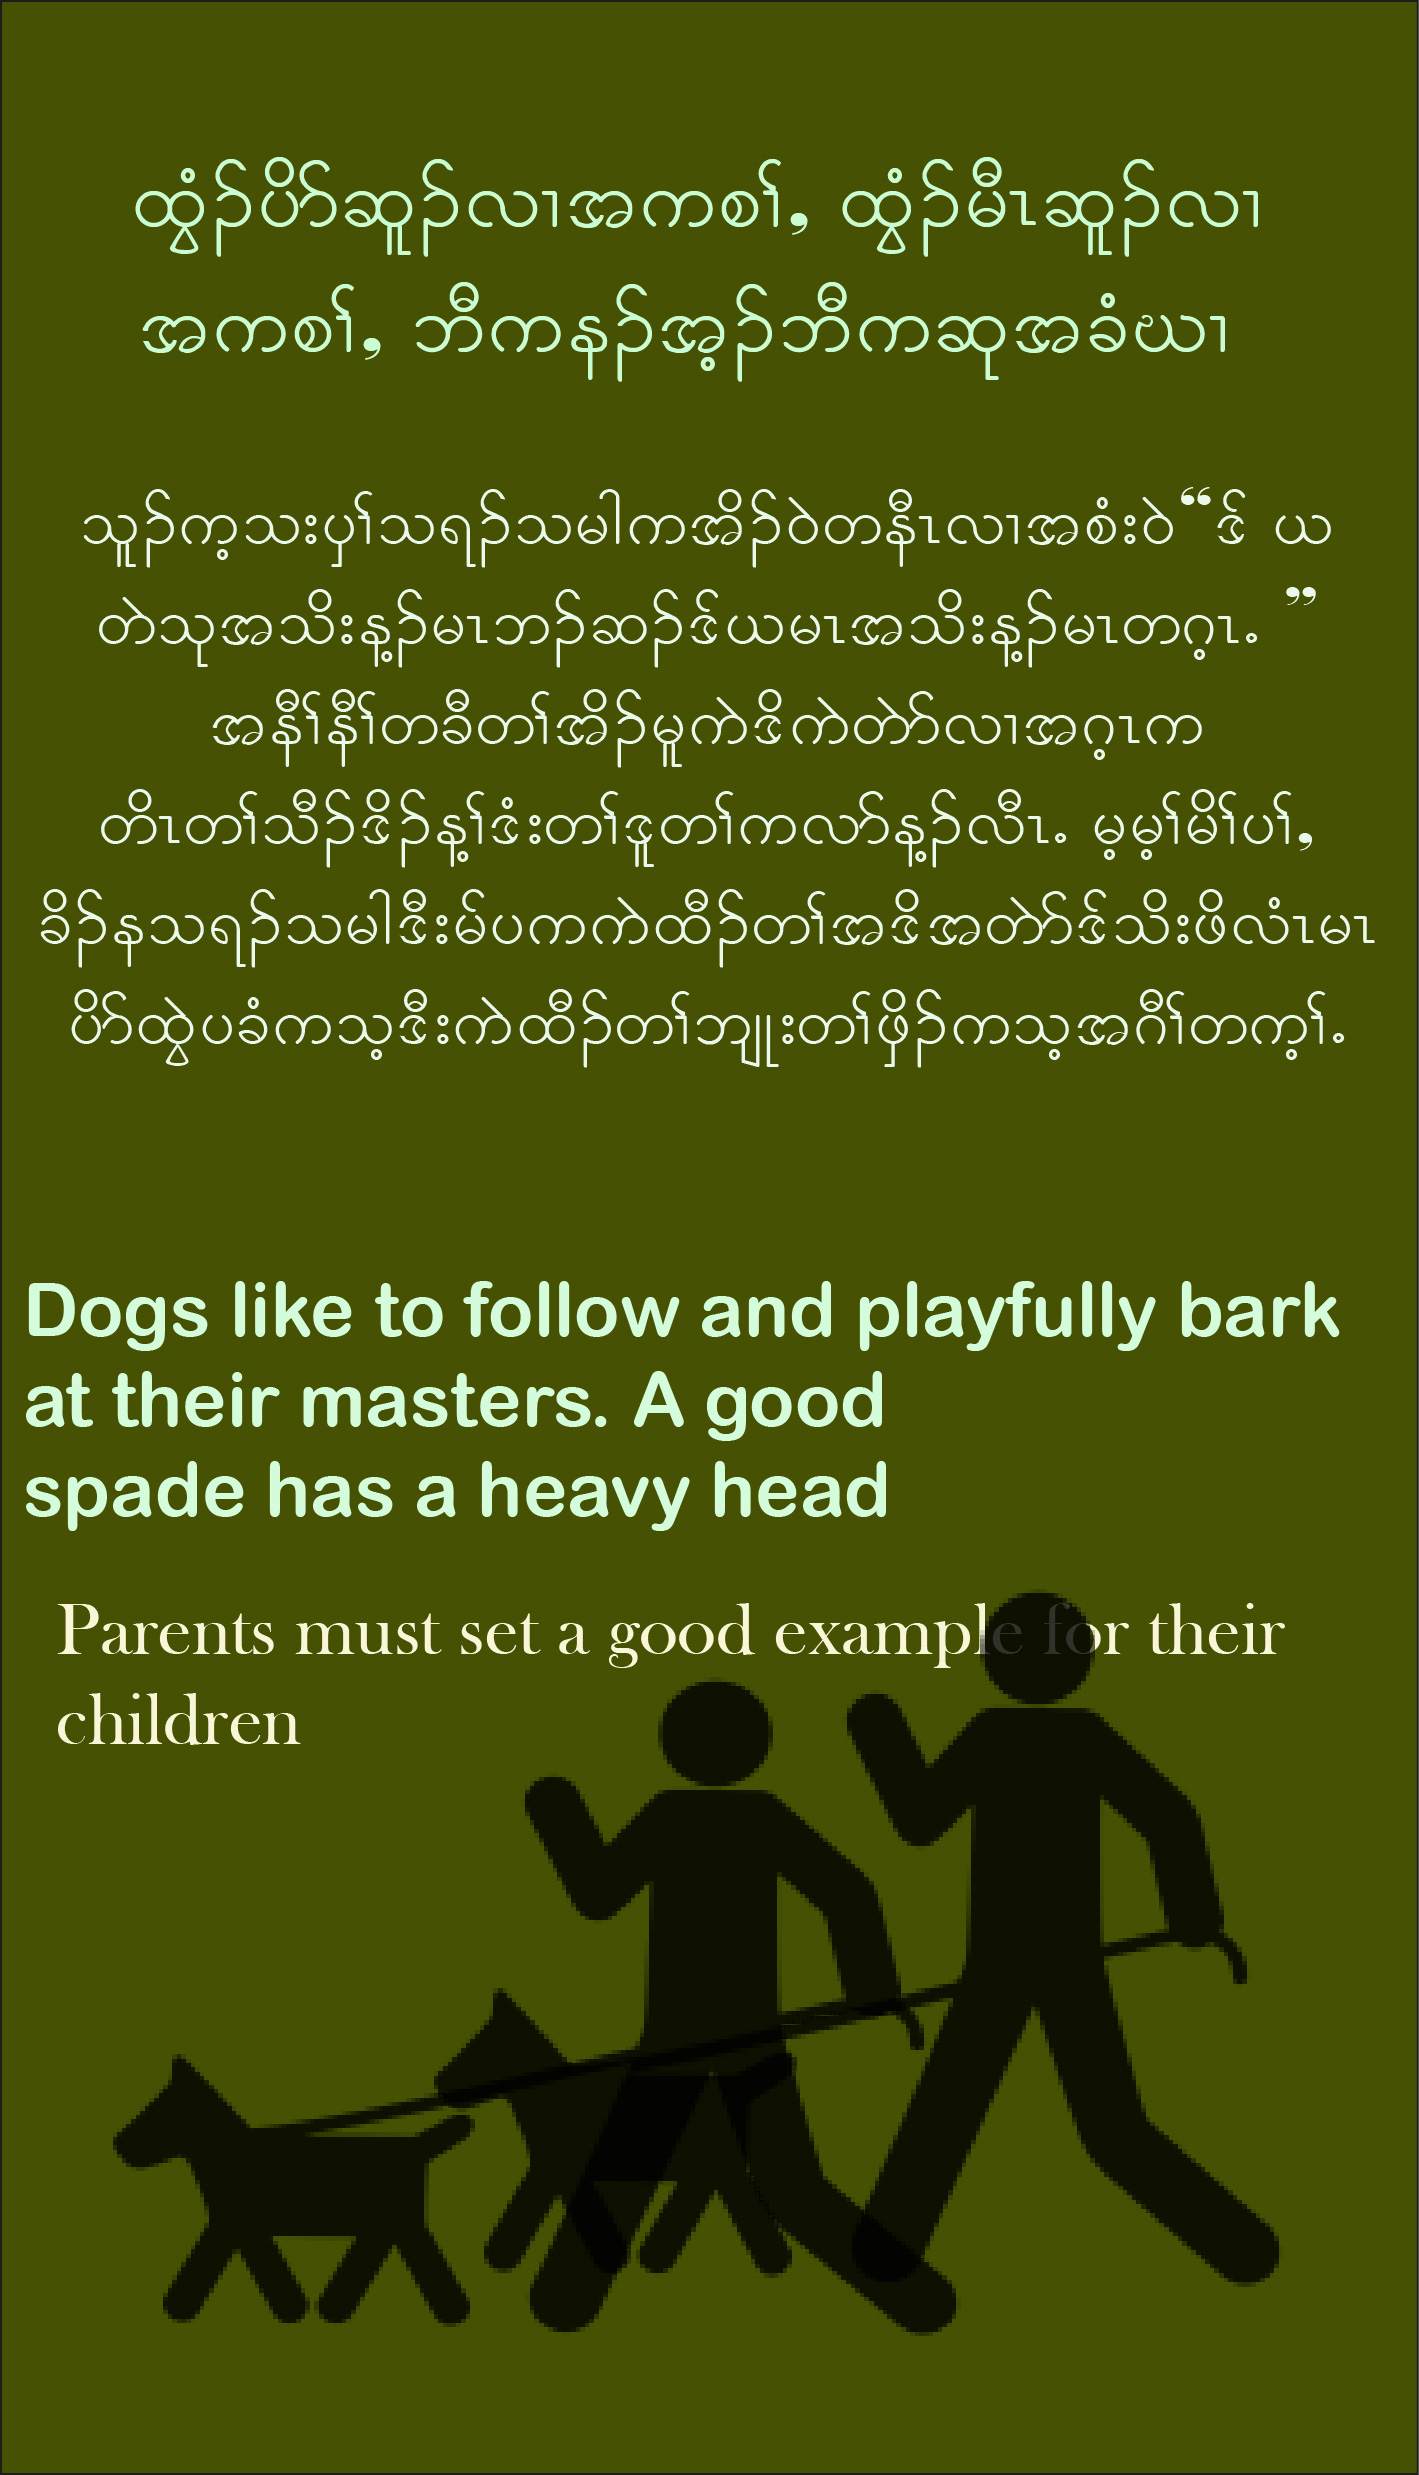 ထွံၣ်ပိာ်ဆူၣ်လၢအကစၢ်, ထွံၣ်မီၤဆူၣ်လၢ
အကစၢ်, ဘီကနၣ်အ့ၣ်ဘီကဆုအခံဃၢ
သူၣ်က့သးပှၢ်သရၣ်သမါကအိၣ်ဝဲတနီၤလၢအစံးဝဲ“ဒ် ယ
တဲသုအသိးန့ၣ်မၤဘၣ်ဆၣ်ဒ်ယမၤအသိးန့ၣ်မၤတဂ့ၤ. ”
အနီၢ်နီၢ်တခီတၢ်အိၣ်မူကဲဒိကဲတဲာ်လၢအဂ့ၤက
တိၤတၢ်သီၣ်ဒိၣ်န့ၢ်ဒံးတၢ်ဒူတၢ်ကလာ်န့ၣ်လီၤ. မ့မ့ၢ်မိၢ်ပၢ်,
ခိၣ်နသရၣ်သမါဒီးမ်ပကကဲထီၣ်တၢ်အဒိအတဲာ်ဒ်သိးဖိလံၤမၤ
ပိာ်ထွဲပခံကသ့ဒီးကဲထီၣ်တၢ်ဘျုးတၢ်ဖှိၣ်ကသ့အဂီၢ်တက့ၢ်.
Dogs like to follow and playfully bark
at their masters. A good
spade has a heavy head
Parents must set a good example for their
children